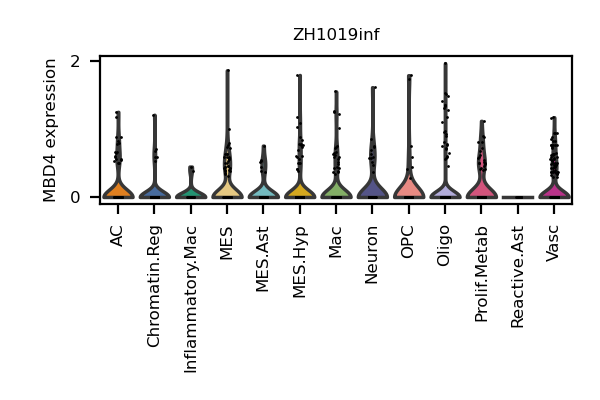 ZH1019inf
MBD4 expression
2
0
AC
Chromatin.Reg
Inflammatory.Mac
MES
MES.Ast
MES.Hyp
Mac
Neuron
OPC
Oligo
Prolif.Metab
Reactive.Ast
Vasc